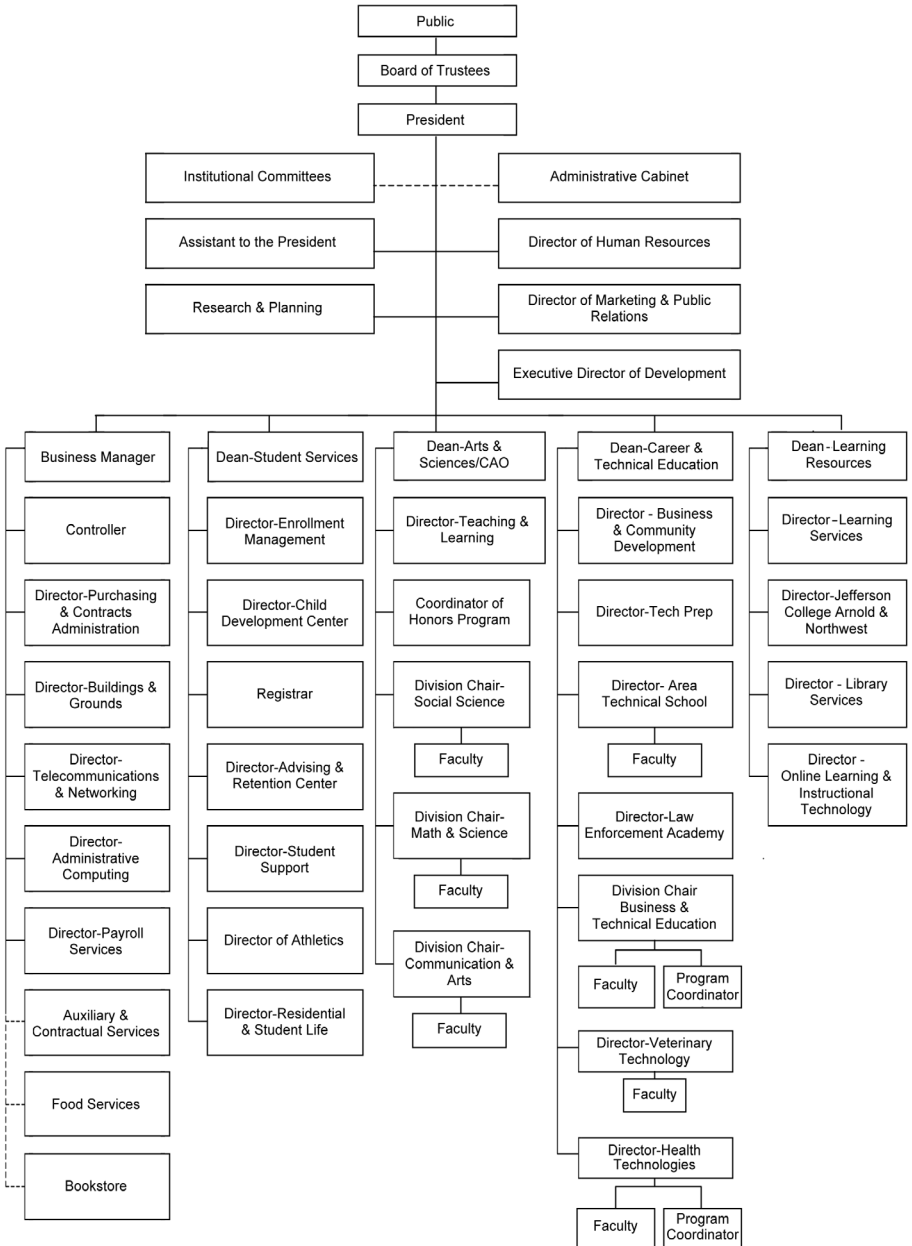 Public
Board of Trustees
President
Institutional Committees
Administrative Cabinet
Assistant to the President
Director of Human Resources
Research & Planning
Director of Marketing & Public
Relations
Executive Director of Development
Business Manager
Controller
Director-Purchasing
& Contracts
Administration
Director-Buildings &
Grounds
Director-
Telecommunications
& Networking
Director-
Administrative
Computing
Director-Payroll
Services
Auxiliary &
Contractual Services
Food Services
Bookstore
Dean-Student Services
Director-Enrollment
Management
Director-Child
Development Center
Registrar
Director-Advising &
Retention Center
Director-Student
Support
Director of Athletics
Director-Residential
& Student Life
Dean-Arts &
Sciences/CAO
Director-Teaching &
Learning
Coordinator of
Honors Program
Division Chair-
Social Science
Faculty
Division Chair-
Math & Science
Faculty
Division Chair-
Communication &
Arts
Faculty
Dean-Career &
Technical Education
Director - Business
& Community
Development
Director-Tech Prep
Director- Area
Technical School
Faculty
Director-Law
Enforcement Academy
Division Chair
Business &
Technical Education
Faculty
Program
Coordinator
Director-Veterinary
Technology
Faculty
Director-Health
Technologies
Faculty
Program
Coordinator
Dean-Learning
Resources
Director-Learning
Services
Director-Jefferson
College Arnold &
Northwest
Director - Library
Services
Director -
Online Learning &
Instructional
Technology